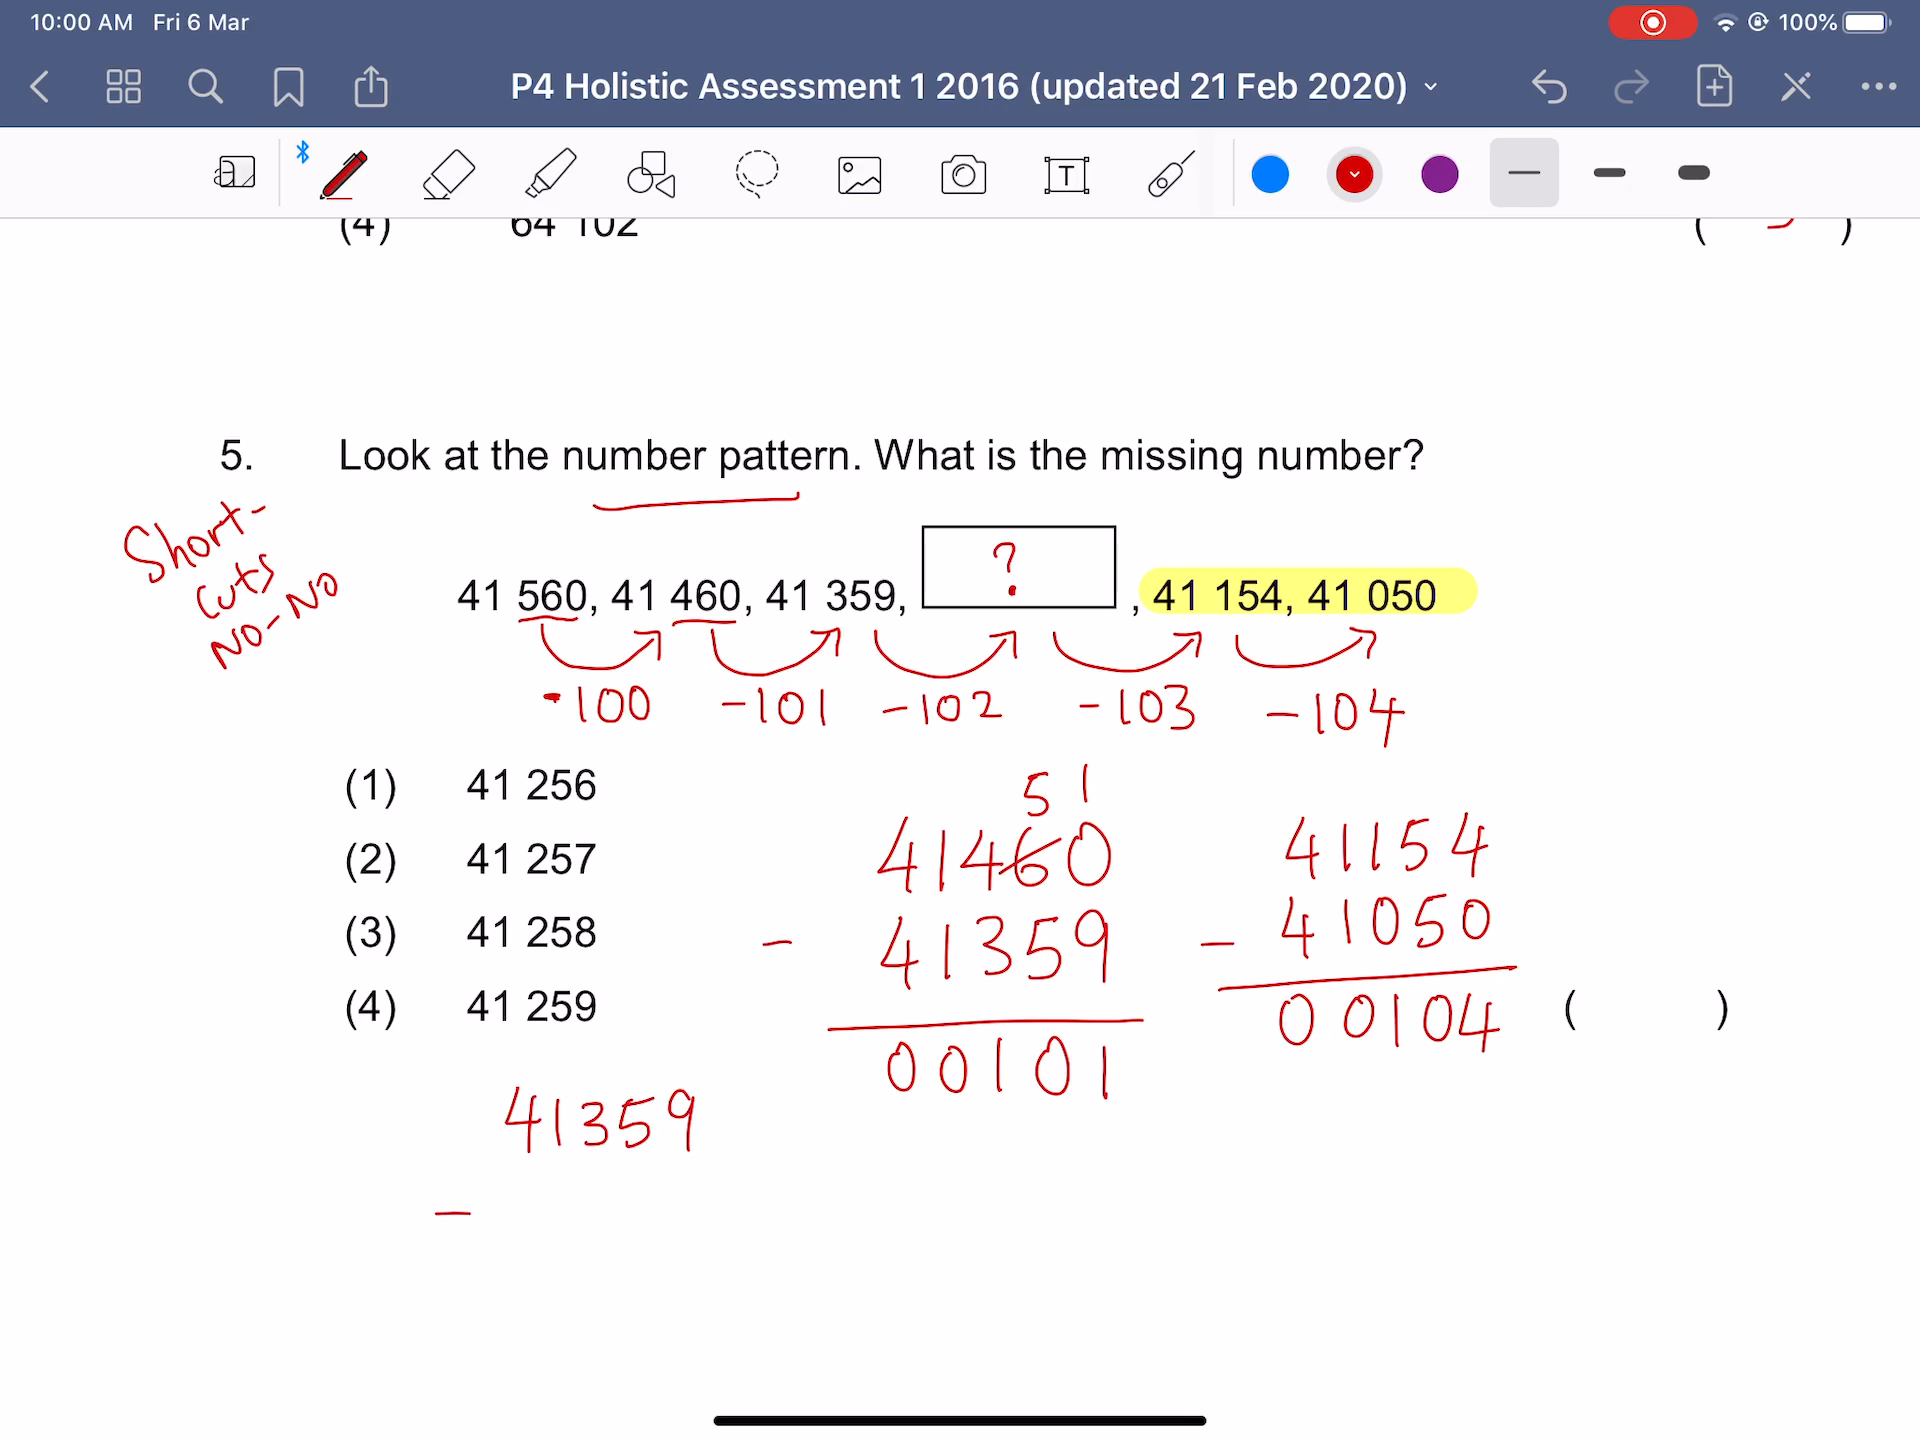 10:00 AM Fri 6 Mar 100%
P4 Holistic Assessment 1 2016 (updated 21 Feb 2020)
(4) 64 102 ( )
5. Look at the number pattern. What is the missing number?
Short-
cuts
No-No
?
41 560, 41 460, 41 359, , 41 154, 41 050
-100 -101 -102 -103 -104
(1) 41 256
(2) 41 257
(3) 41 258
(4) 41 259 ( )
5 1
41460
- 41359
00101
41154
- 41050
00104
41359
-